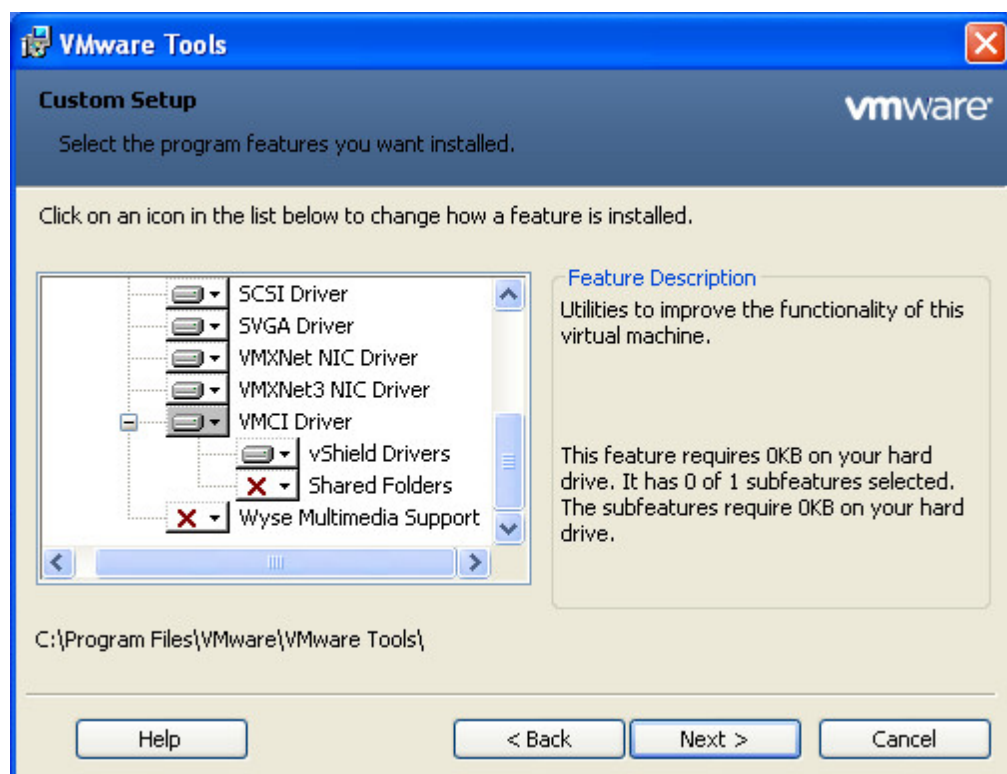 VMware Tools
Custom Setup
vmware
Select the program features you want installed.
Click on an icon in the list below to change how a feature is installed.
SCSI Driver
SVGA Driver
VMXNet NIC Driver
VMXNet3 NIC Driver
VMCI Driver
vShield Drivers
Shared Folders
Wyse Multimedia Support
Feature Description
Utilities to improve the functionality of this
virtual machine.
This feature requires 0KB on your hard
drive. It has 0 of 1 subfeatures selected.
The subfeatures require 0KB on your hard
drive.
C:\Program Files\VMware\VMware Tools\
Help
< Back
Next >
Cancel